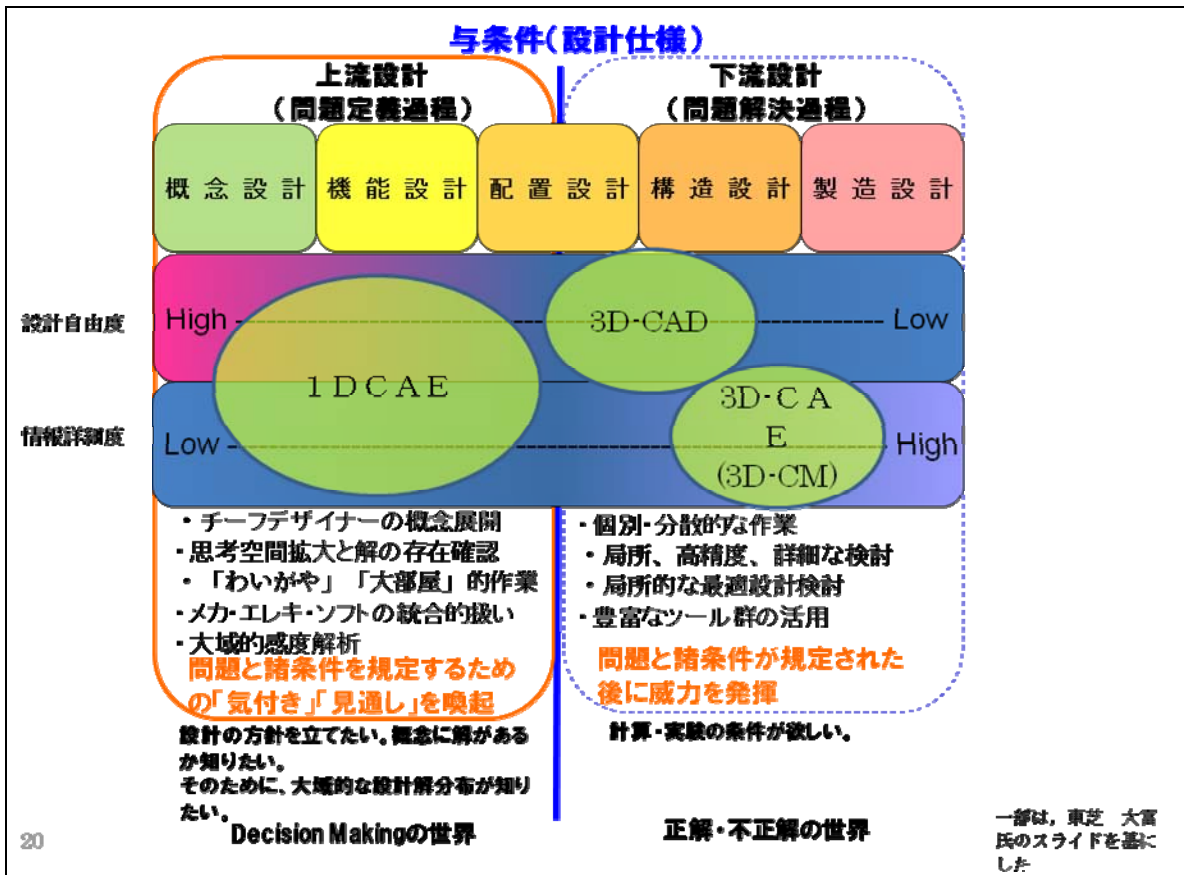 与条件(設計仕様)
上流設計
(問題定義過程)
下流設計
(問題解決過程)
概念設計
機能設計
配置設計
構造設計
製造設計
設計自由度
High
3D-CAD
Low
1DCAE
情報詳細度
Low
3D-CA
E
(3D-CM)
High
・チーフデザイナーの概念展開
・思考空間拡大と解の存在確認
・「わいがや」「大部屋」的作業
・メカ・エレキ・ソフトの統合的扱い
・大域的感度解析
問題と諸条件を規定するため
の「気付き」「見通し」を喚起
・個別・分散的な作業
・局所、高精度、詳細な検討
・局所的な最適設計検討
・豊富なツール群の活用
問題と諸条件が規定された
後に威力を発揮
設計の方針を立てたい。概念に解がある
か知りたい。
そのために、大域的な設計解分布が知り
たい。
Decision Makingの世界
計算・実験の条件が欲しい。
正解・不正解の世界
一部は，東芝 大富
氏のスライドを基に
した
20